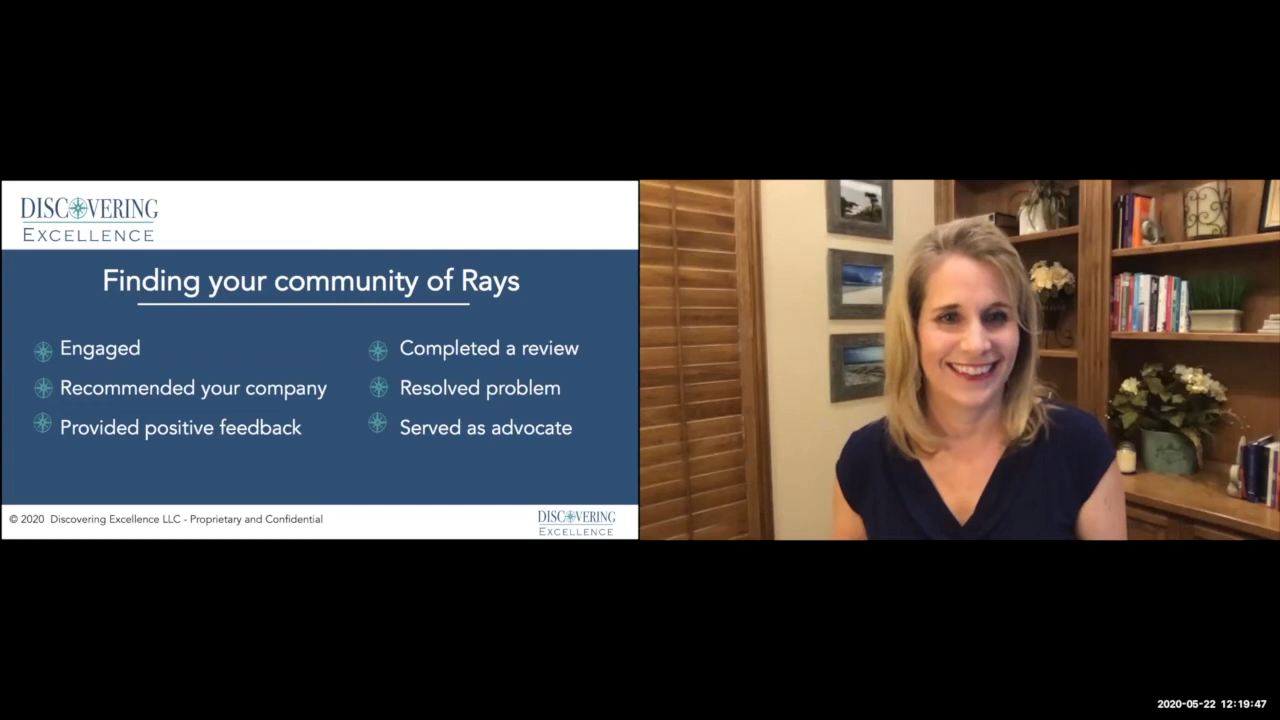 DISCOVERING
EXCELLENCE
Finding your community of Rays
Engaged
Recommended your company
Provided positive feedback
Completed a review
Resolved problem
Served as advocate
© 2020 Discovering Excellence LLC - Proprietary and Confidential
DISCOVERING
EXCELLENCE
2020-05-22 12:19:47